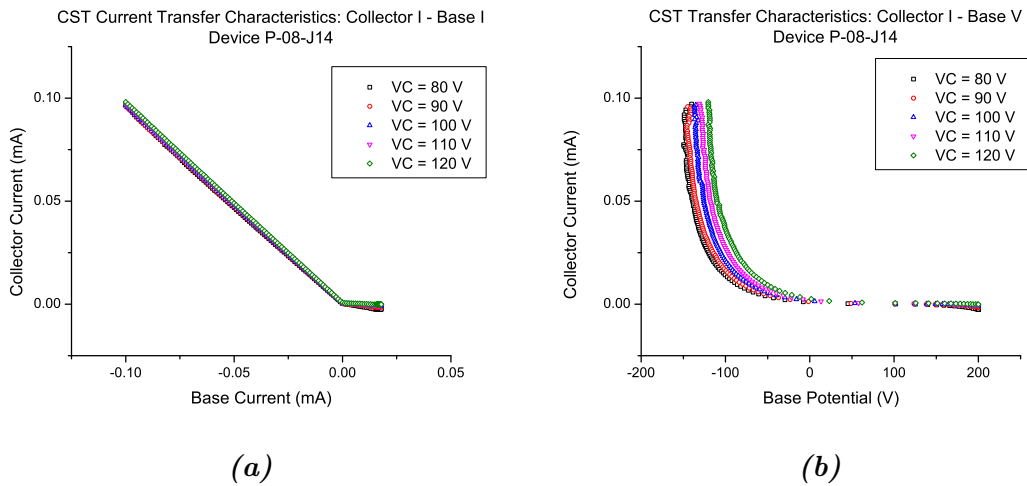 CST Current Transfer Characteristics: Collector I - Base I
Device P-08-J14
VC = 80 V
VC = 90 V
VC = 100 V
VC = 110 V
VC = 120 V
0.10
0.05
0.00
Collector Current (mA)
-0.10
-0.05
0.00
0.05
Base Current (mA)
(a)
CST Transfer Characteristics: Collector I - Base V
Device P-08-J14
VC = 80 V
VC = 90 V
VC = 100 V
VC = 110 V
VC = 120 V
0.10
0.05
0.00
Collector Current (mA)
-200
-100
0
100
200
Base Potential (V)
(b)